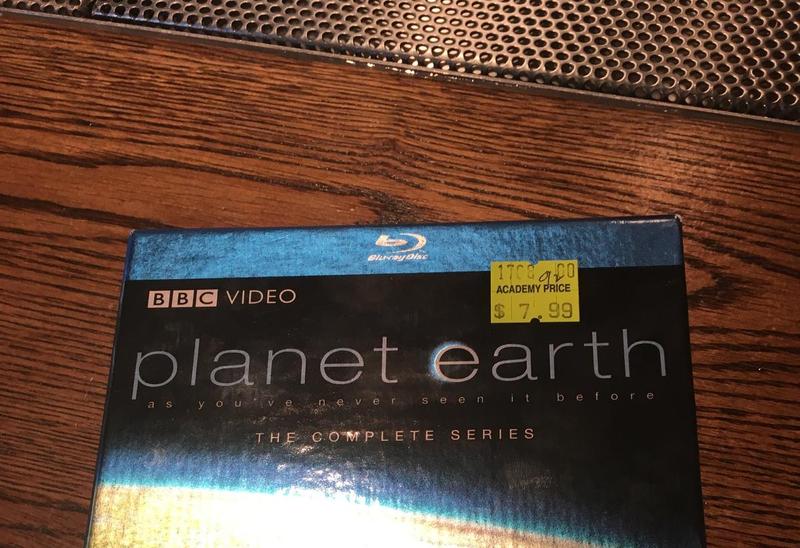 Blu-ray Disc
BBC VIDEO
ACADEMY PRICE
$ 7.99
planet earth
as you've never seen it before
THE COMPLETE SERIES